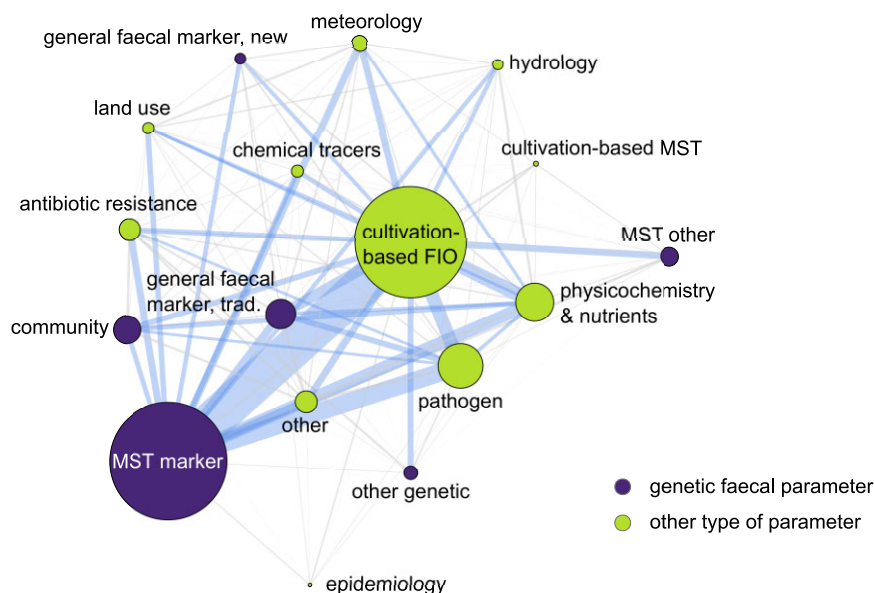 meteorology
general faecal marker, new
hydrology
land use
chemical tracers
cultivation-based MST
antibiotic resistance
cultivation-
based FIO
MST other
general faecal
marker, trad.
physicochemistry
& nutrients
community
pathogen
other
MST marker
other genetic
genetic faecal parameter
other type of parameter
epidemiology